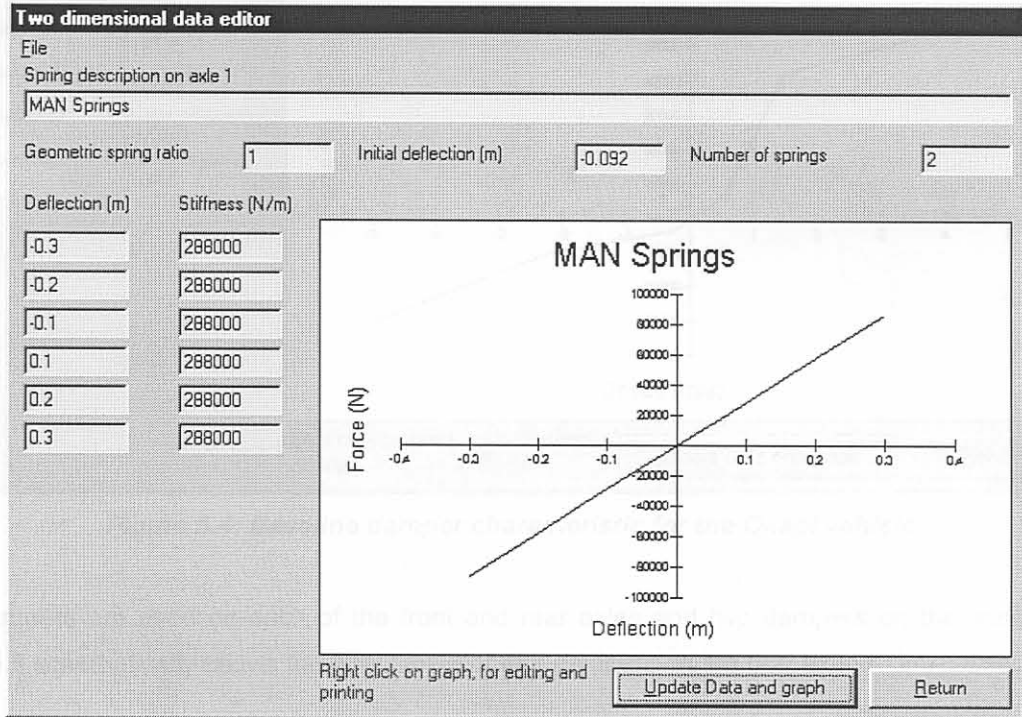 Two dimensional data editor
File
Spring description on axle 1
MAN Springs
Geometric spring ratio 1 Initial deflection (m) -0.092 Number of springs 2
Deflection (m) Stiffness (N/m)
-0.3 288000
-0.2 288000
-0.1 288000
0.1 288000
0.2 288000
0.3 288000
MAN Springs
100000
80000
60000
40000
20000
-0.4 -0.3 -0.2 -0.1 0.1 0.2 0.3 0.4
-20000
-40000
-60000
-80000
-100000
Force (N)
Deflection (m)
Right click on graph, for editing and
printing
Update Data and graph Return